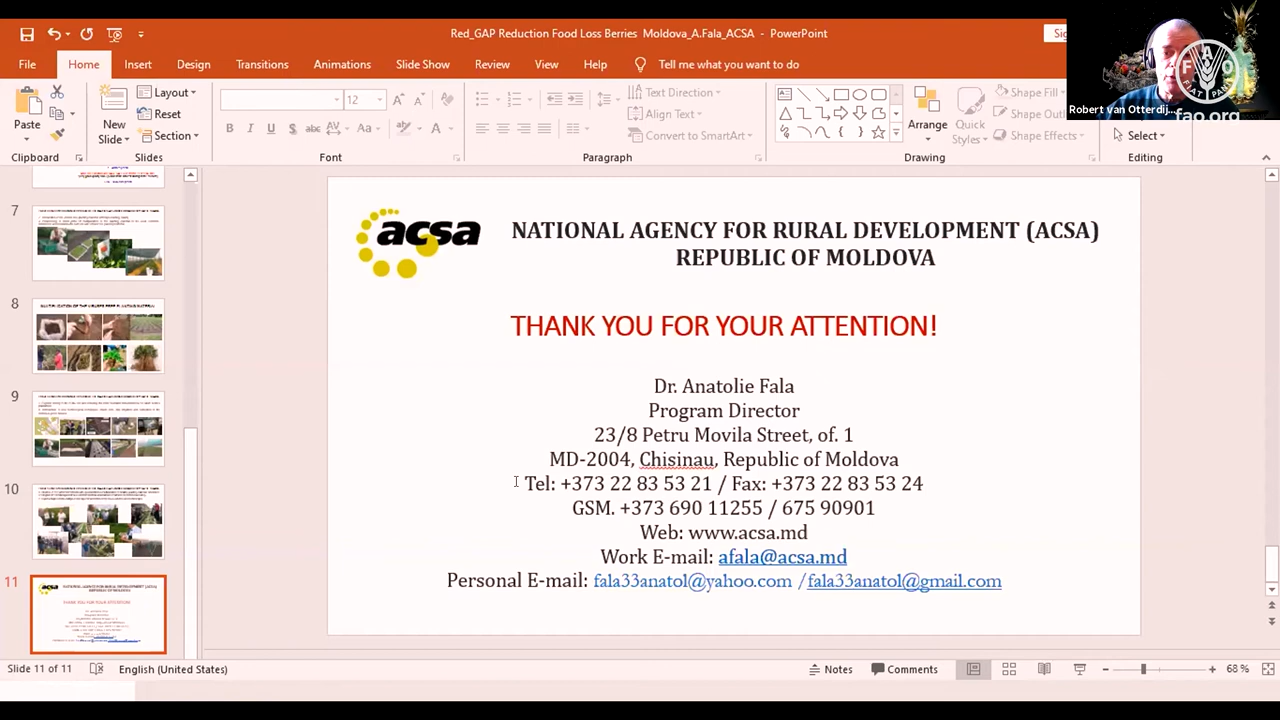 Red_GAP Reduction Food Loss Berries Moldova_A.Fala_ACSA - PowerPoint
File Home Insert Design Transitions Animations Slide Show Review View Help Tell me what you want to do
Robert van Otterdij...
FAO
FIAT PANIS
fao.org
Paste
New
Slide
Layout
Reset
Section
12
B I U S abc AV Aa A
Text Direction
Align Text
Convert to SmartArt
Arrange
Quick
Styles
Shape Fill
Shape Effects
Select
Clipboard Slides Font Paragraph Drawing Editing
7
8
9
10
11
acsa
NATIONAL AGENCY FOR RURAL DEVELOPMENT (ACSA)
REPUBLIC OF MOLDOVA
THANK YOU FOR YOUR ATTENTION!
Dr. Anatolie Fala
Program Director
23/8 Petru Movila Street, of. 1
MD-2004, Chisinau, Republic of Moldova
Tel: +373 22 83 53 21 / Fax: +373 22 83 53 24
GSM. +373 690 11255 / 675 90901
Web: www.acsa.md
Work E-mail: afala@acsa.md
Personal E-mail: fala33anatol@yahoo.com /fala33anatol@gmail.com
Slide 11 of 11 English (United States) Notes Comments 68 %